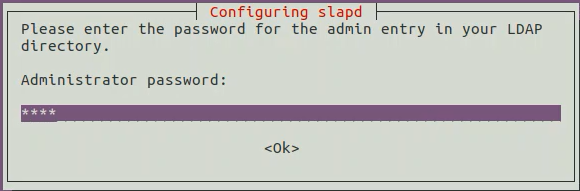 Configuring slapd
Please enter the password for the admin entry in your LDAP
directory.
Administrator password:
****
<Ok>